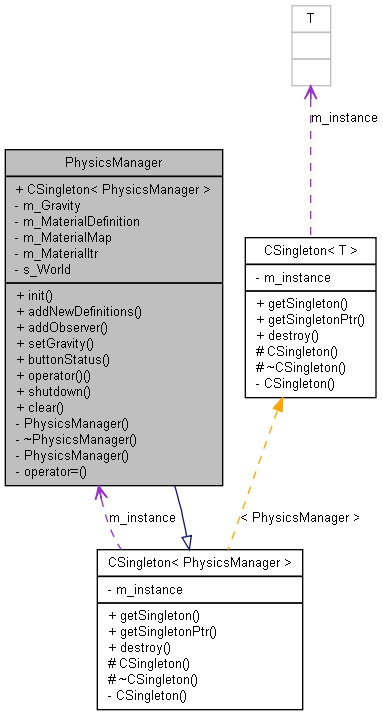 T
m_instance
PhysicsManager
+ CSingleton< PhysicsManager >
- m_Gravity
- m_MaterialDefinition
- m_MaterialMap
- m_MaterialItr
- s_World
+ init()
+ addNewDefinitions()
+ addObserver()
+ setGravity()
+ buttonStatus()
+ operator()()
+ shutdown()
+ clear()
- PhysicsManager()
- ~PhysicsManager()
- PhysicsManager()
- operator=()
CSingleton< T >
- m_instance
+ getSingleton()
+ getSingletonPtr()
+ destroy()
# CSingleton()
# ~CSingleton()
- CSingleton()
m_instance
< PhysicsManager >
CSingleton< PhysicsManager >
- m_instance
+ getSingleton()
+ getSingletonPtr()
+ destroy()
# CSingleton()
# ~CSingleton()
- CSingleton()